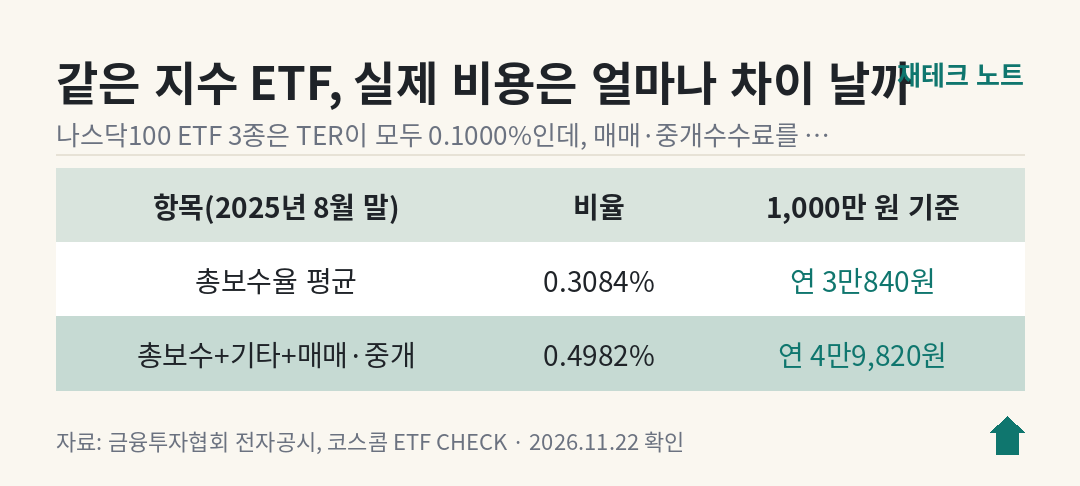 같은 지수 ETF, 실제 비용은 얼마나 차이 날까
재테크 노트
나스닥100 ETF 3종은 TER이 모두 0.1000%인데, 매매·중개수수료를 …
항목(2025년 8월 말) 비율 1,000만 원 기준
총보수율 평균 0.3084% 연 3만840원
총보수+기타+매매·중개 0.4982% 연 4만9,820원
자료: 금융투자협회 전자공시, 코스콤 ETF CHECK · 2026.11.22 확인